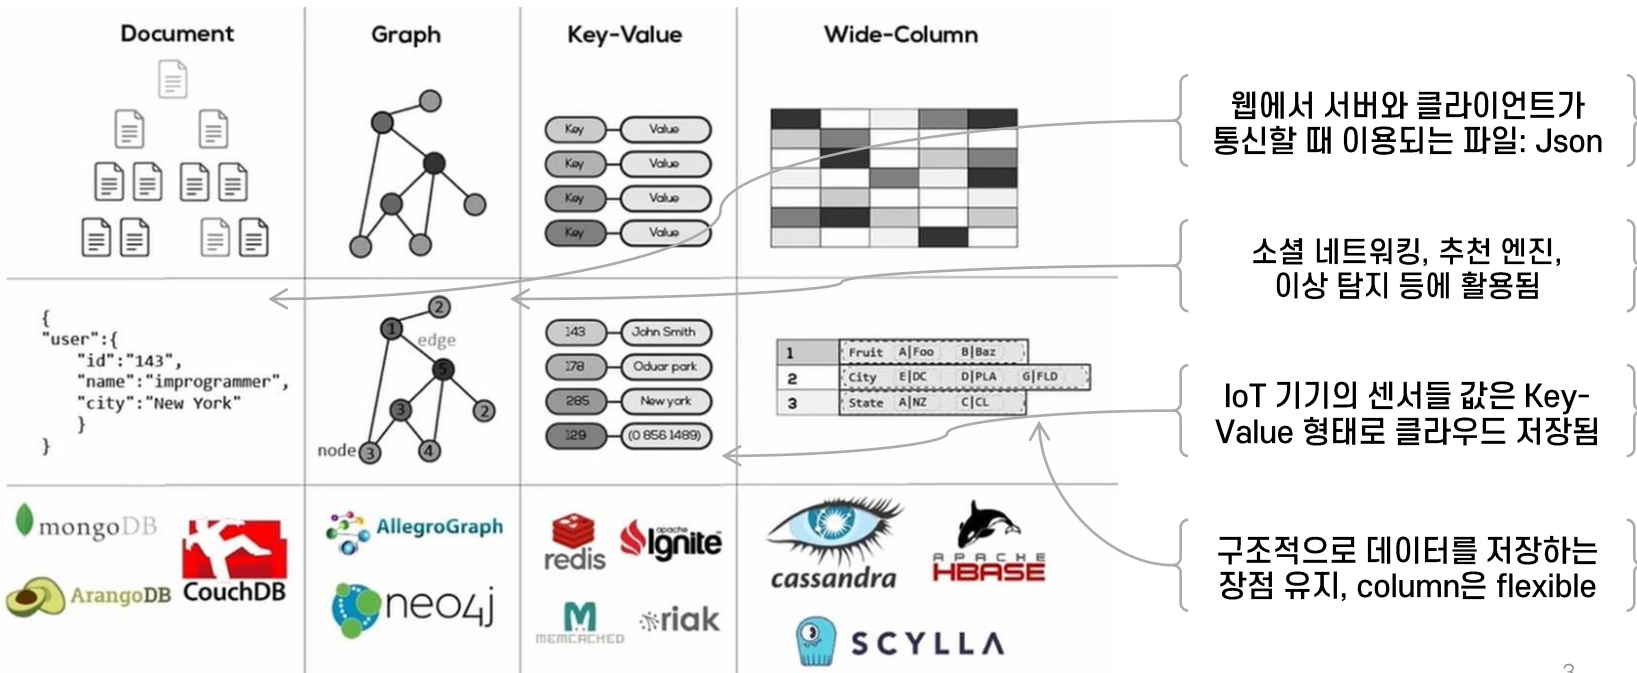 Document
Graph
Key-Value
Wide-Column
Key Value
Key Value
Key Value
Key Value
{
"user":{
"id":"143",
"name":"improgrammer",
"city":"New York"
}
}
2
1
edge
5
3
2
node 3
4
143 John Smith
178 Oduar park
285 New york
129 (0 856 1489)
1 Fruit A|Foo B|Baz
2 City E|DC D|PLA G|FLD
3 State A|NZ C|CL
mongoDB
CouchDB
ArangoDB
AllegroGraph
neo4j
redis
apache
Ignite
MEMCACHED
riak
cassandra
APACHE
HBASE
SCYLLA
웹에서 서버와 클라이언트가
통신할 때 이용되는 파일: Json
소셜 네트워킹, 추천 엔진,
이상 탐지 등에 활용됨
IoT 기기의 센서들 값은 Key-
Value 형태로 클라우드 저장됨
구조적으로 데이터를 저장하는
장점 유지, column은 flexible